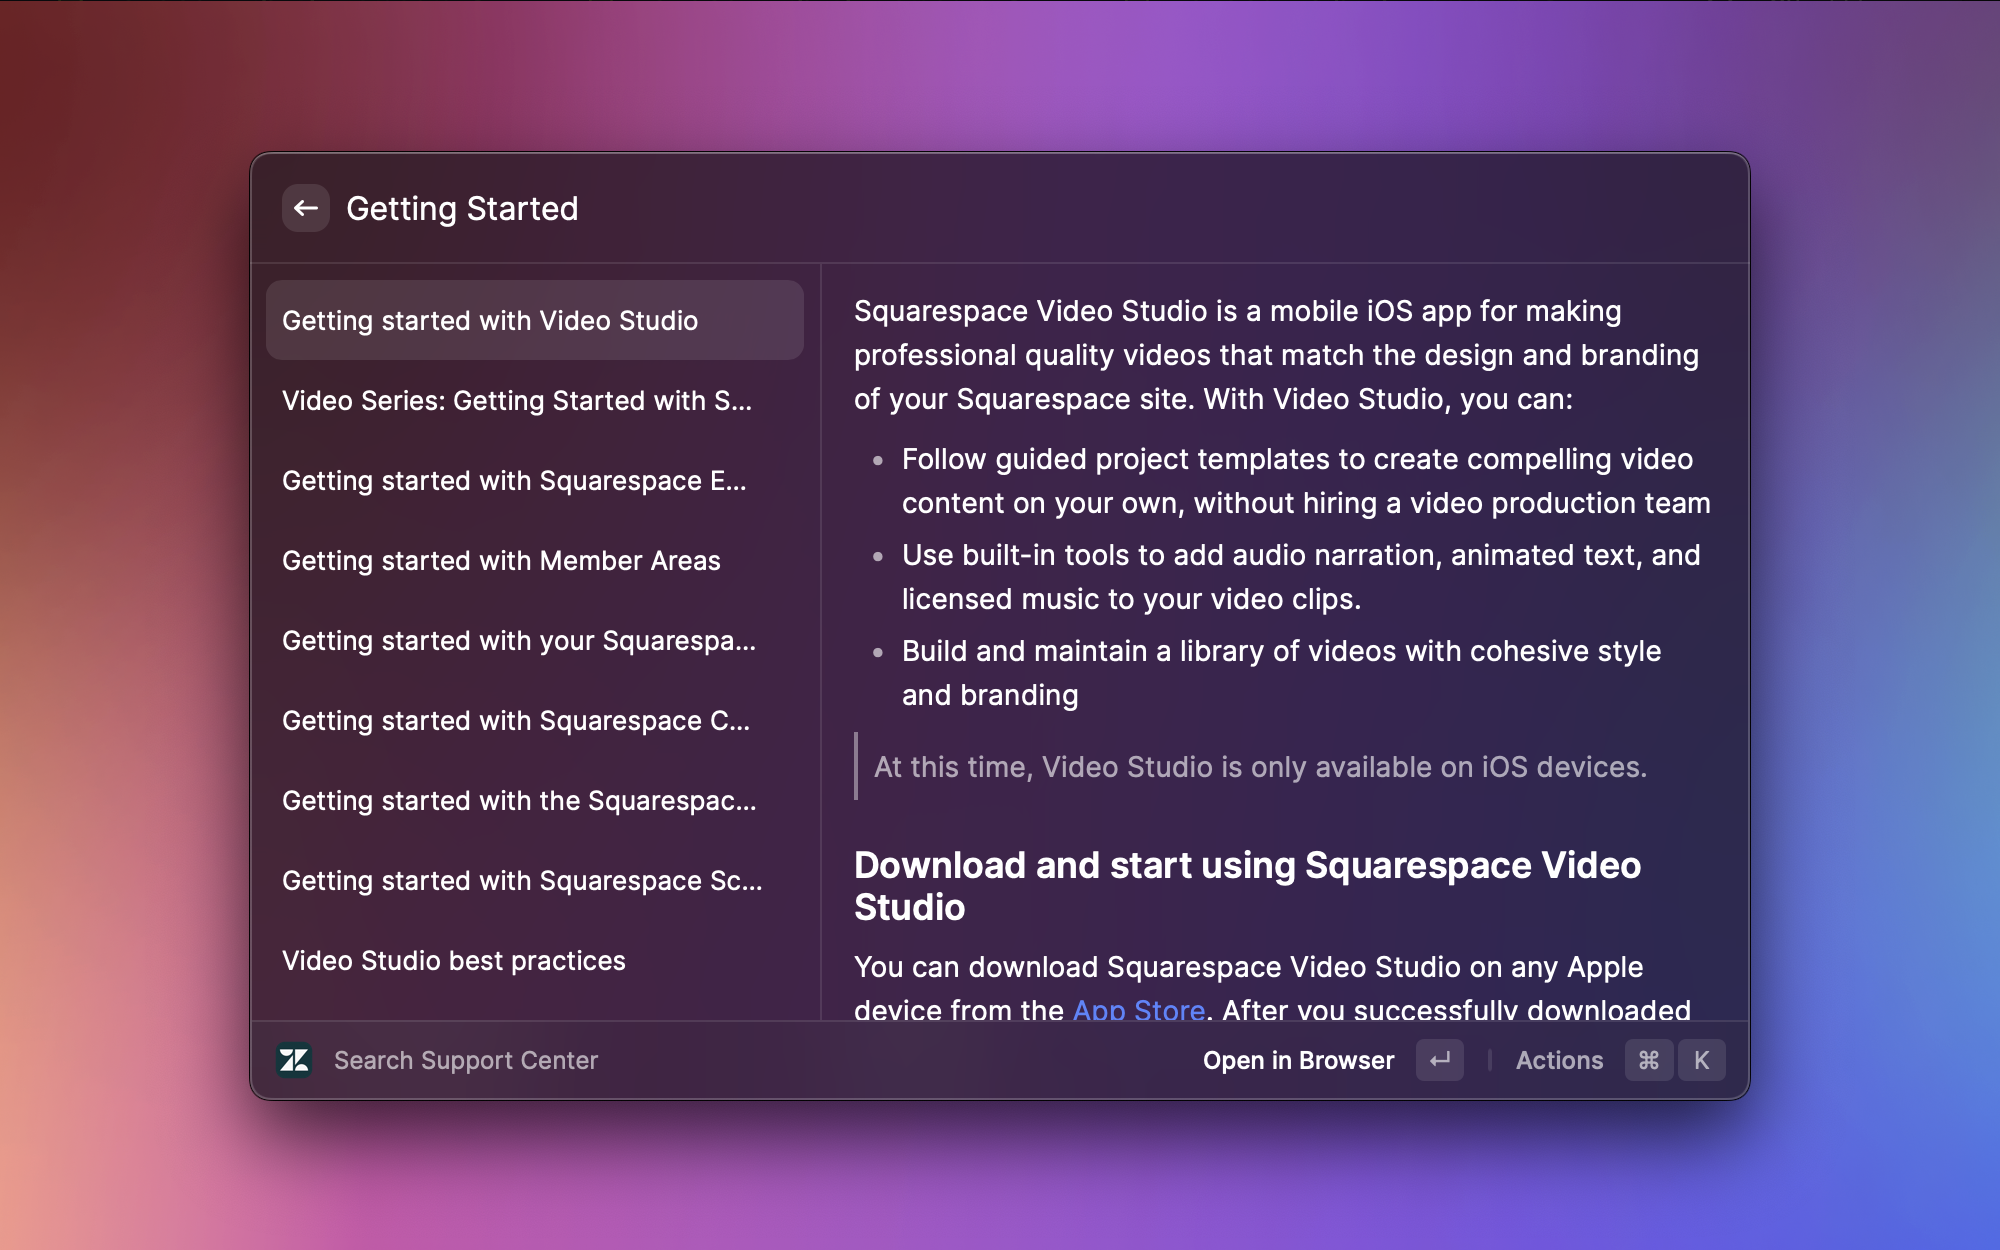 Getting Started
Getting started with Video Studio
Video Series: Getting Started with S...
Getting started with Squarespace E...
Getting started with Member Areas
Getting started with your Squarespa...
Getting started with Squarespace C...
Getting started with the Squarespac...
Getting started with Squarespace Sc...
Video Studio best practices
Squarespace Video Studio is a mobile iOS app for making
professional quality videos that match the design and branding
of your Squarespace site. With Video Studio, you can:
• Follow guided project templates to create compelling video
content on your own, without hiring a video production team
• Use built-in tools to add audio narration, animated text, and
licensed music to your video clips.
• Build and maintain a library of videos with cohesive style
and branding
At this time, Video Studio is only available on iOS devices.
Download and start using Squarespace Video
Studio
You can download Squarespace Video Studio on any Apple
device from the App Store. After you successfully downloaded
Search Support Center
Open in Browser ↵ | Actions ⌘ K